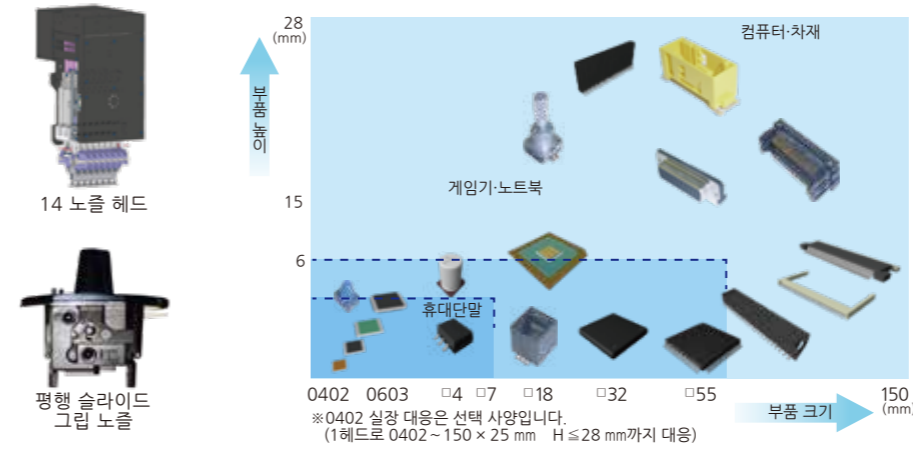 14 노즐 헤드
평행 슬라이드
그립 노즐
28
(mm)
부품 높이
15
6
컴퓨터·차재
게임기·노트북
휴대단말
0402 0603 □4 □7 □18 □32 □55 150
(mm)
부품 크기
※0402 실장 대응은 선택 사양입니다.
(1헤드로 0402~150 × 25 ㎜ H≦28 ㎜까지 대응)